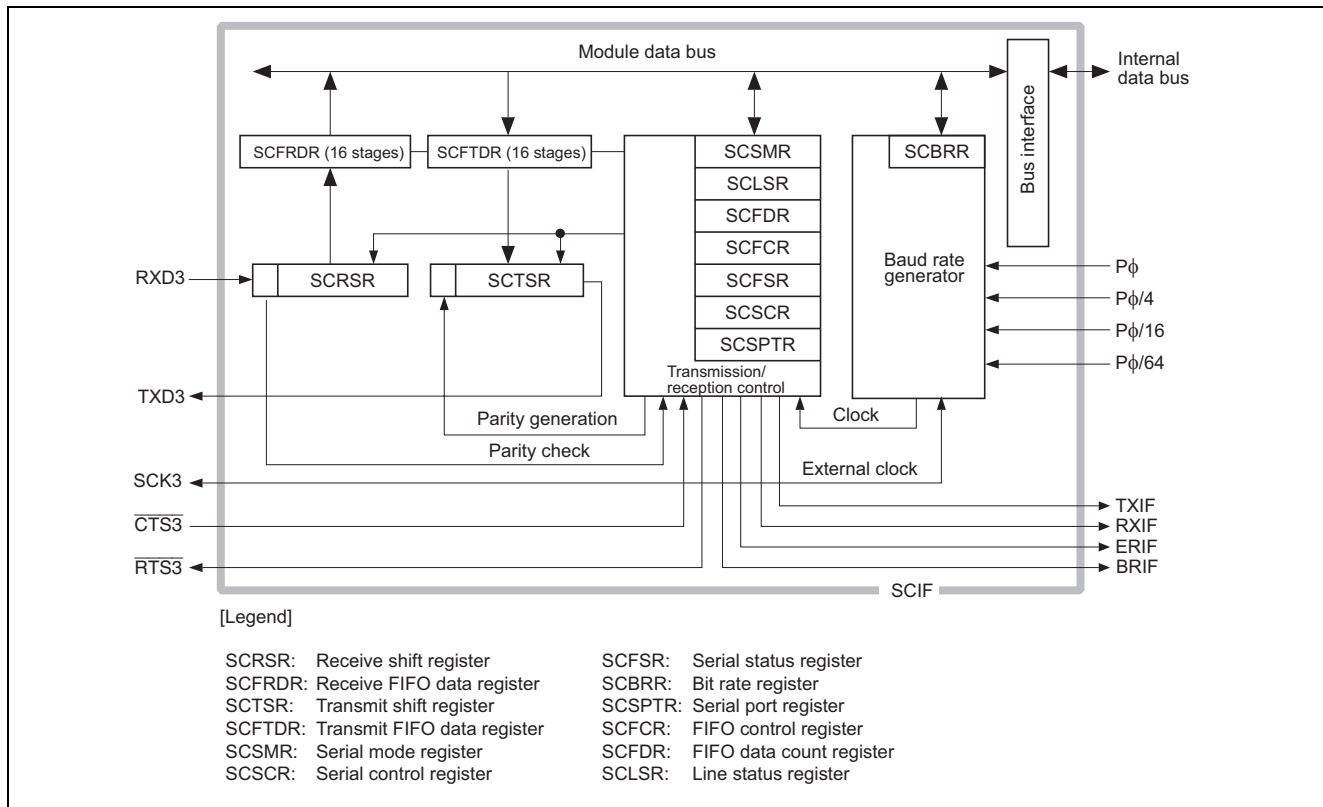 Module data bus
Internal
data bus
Bus interface
SCFRDR (16 stages)
SCFTDR (16 stages)
SCSMR
SCBRR
SCLSR
SCFDR
SCFCR
SCFSR
SCSCR
SCSPTR
Transmission/
reception control
Baud rate
generator
RXD3
SCRSR
SCTSR
Pϕ
Pϕ/4
Pϕ/16
Pϕ/64
TXD3
Parity generation
Parity check
Clock
External clock
SCK3
CTS3
RTS3
TXIF
RXIF
ERIF
BRIF
SCIF
[Legend]
SCRSR: Receive shift register
SCFRDR: Receive FIFO data register
SCTSR: Transmit shift register
SCFTDR: Transmit FIFO data register
SCSMR: Serial mode register
SCSCR: Serial control register
SCFSR: Serial status register
SCBRR: Bit rate register
SCSPTR: Serial port register
SCFCR: FIFO control register
SCFDR: FIFO data count register
SCLSR: Line status register